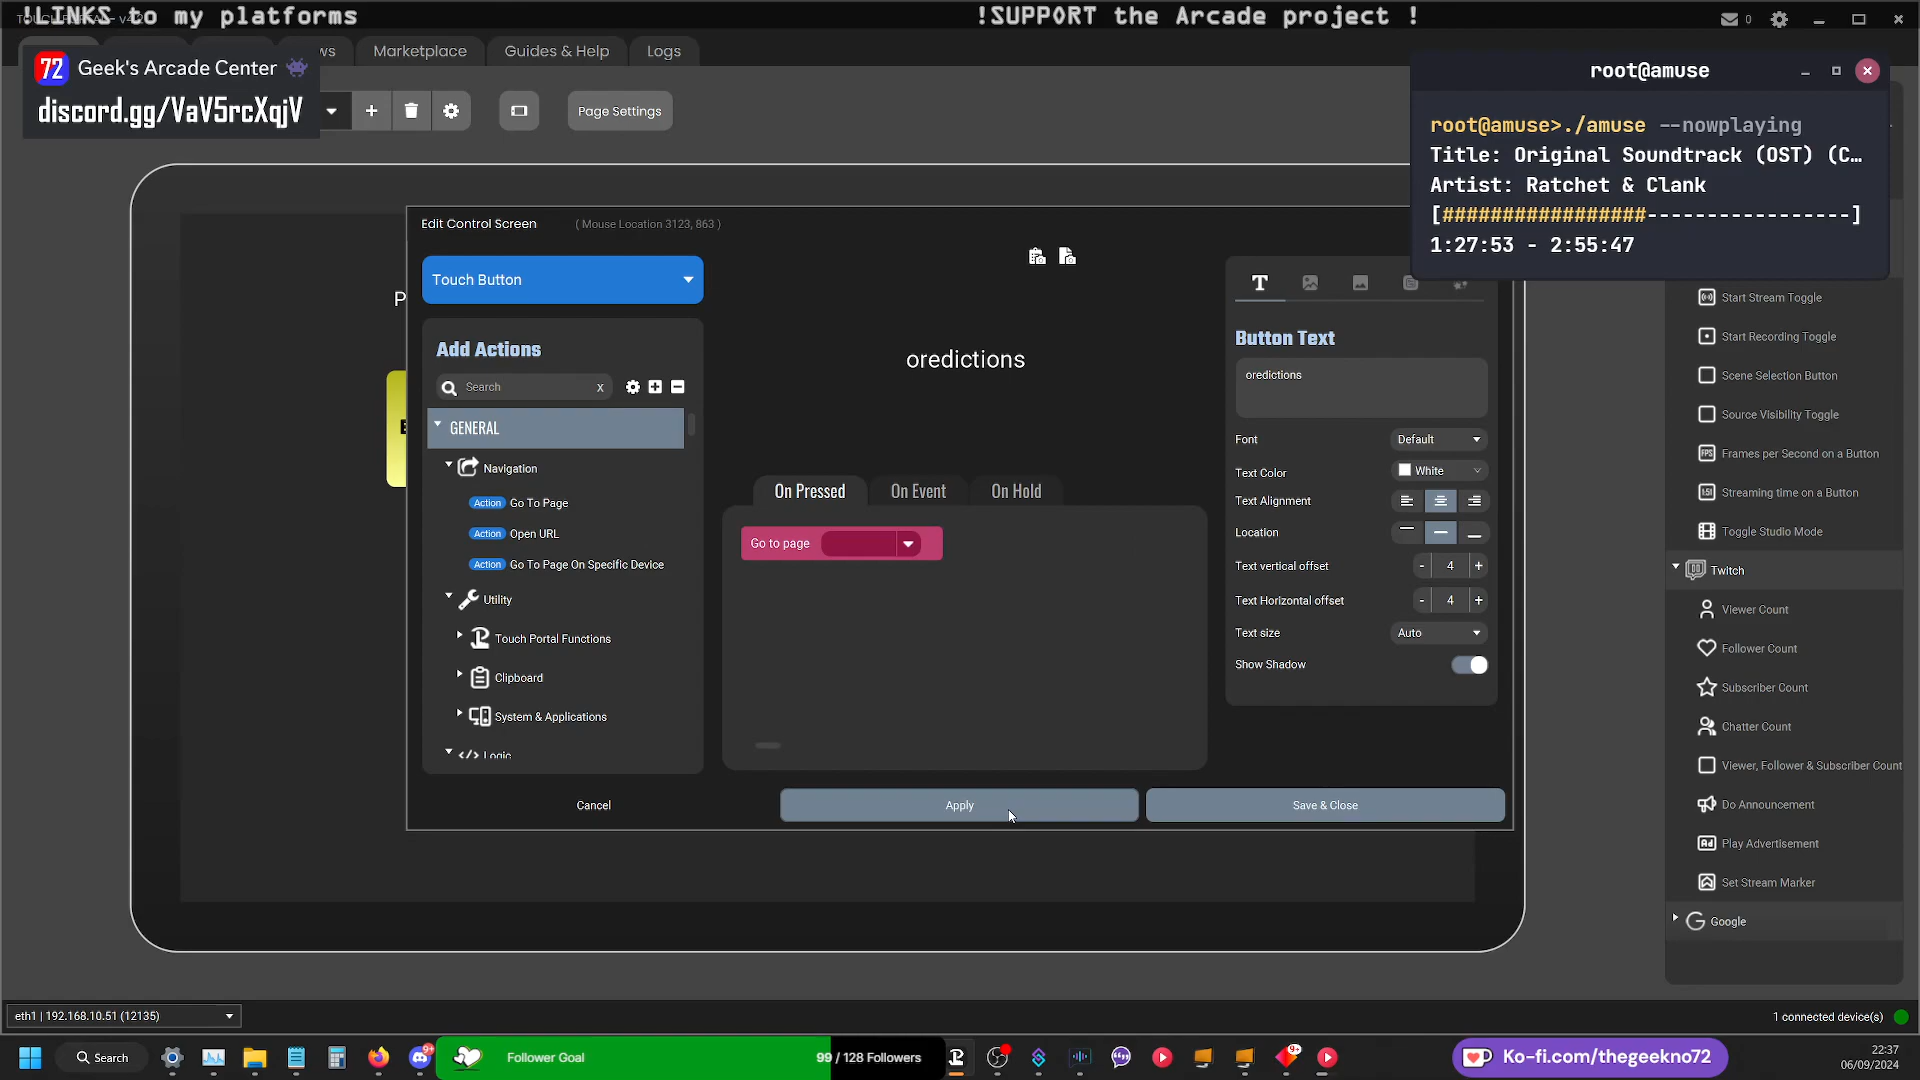 !LINKS to my platforms
!SUPPORT the Arcade project !
0
ws
Marketplace
Guides & Help
Logs
72 Geek's Arcade Center
discord.gg/VaV5rcXqjV
Page Settings
root@amuse
root@amuse>./amuse --nowplaying
Title: Original Soundtrack (OST) (C…
Artist: Ratchet & Clank
[#################-----------------]
1:27:53 - 2:55:47
Edit Control Screen
( Mouse Location 3123, 863 )
Touch Button
Add Actions
Search
x
GENERAL
Navigation
Action Go To Page
Action Open URL
Action Go To Page On Specific Device
Utility
Touch Portal Functions
Clipboard
System & Applications
Logic
oredictions
On Pressed
On Event
On Hold
Go to page
T
Button Text
oredictions
Font
Default
Text Color
White
Text Alignment
Location
Text vertical offset
- 4 +
Text Horizontal offset
- 4 +
Text size
Auto
Show Shadow
Cancel
Apply
Save & Close
Start Stream Toggle
Start Recording Toggle
Scene Selection Button
Source Visibility Toggle
FPS Frames per Second on a Button
Streaming time on a Button
Toggle Studio Mode
Twitch
Viewer Count
Follower Count
Subscriber Count
Chatter Count
Viewer, Follower & Subscriber Count
Do Announcement
Ad Play Advertisement
Set Stream Marker
Google
eth1 | 192.168.10.51 (12135)
1 connected device(s)
Search
9+
Follower Goal
99 / 128 Followers
9+
Ko-fi.com/thegeekno72
22:37
06/09/2024